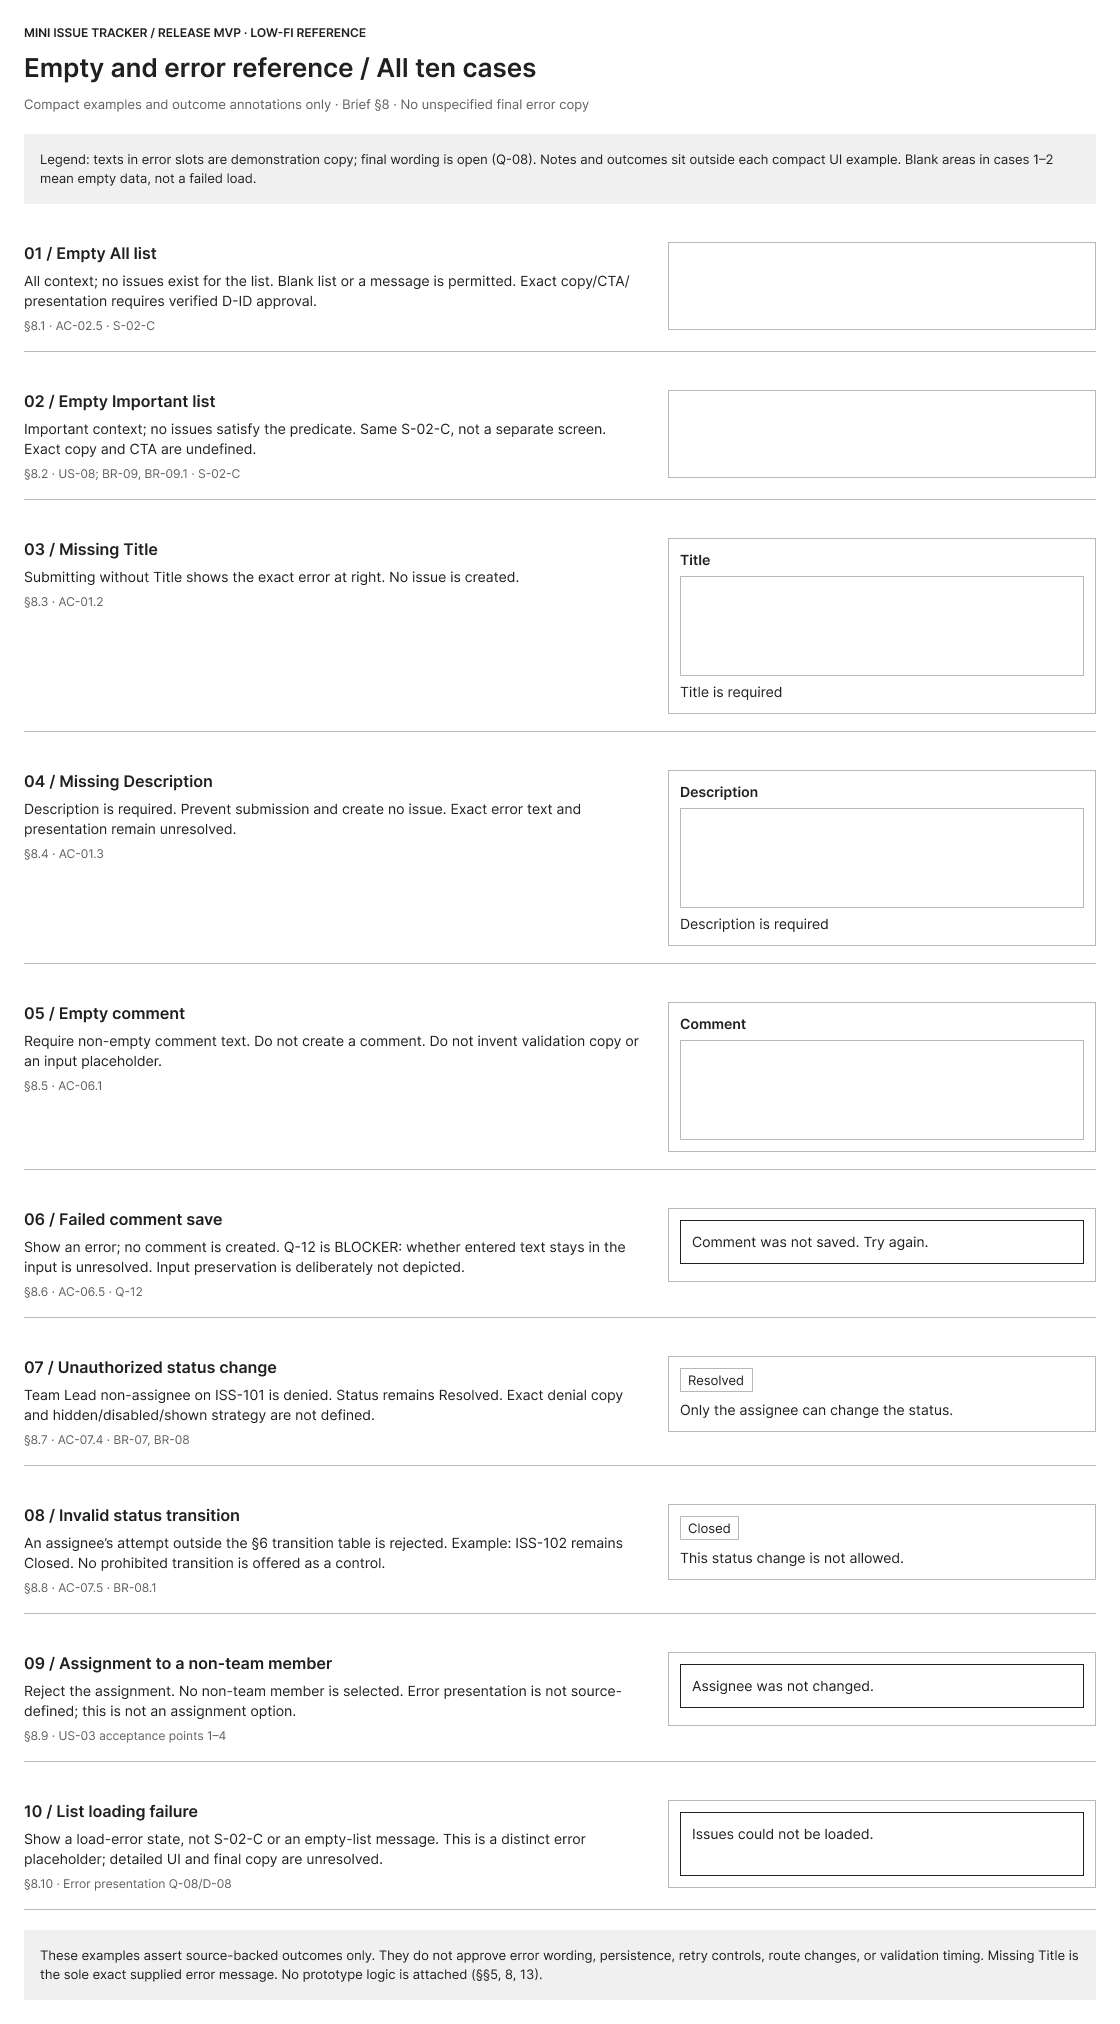 MINI ISSUE TRACKER / RELEASE MVP · LOW-FI REFERENCE
Empty and error reference / All ten cases
Compact examples and outcome annotations only · Brief §8 · No unspecified final error copy
Legend: texts in error slots are demonstration copy; final wording is open (Q-08). Notes and outcomes sit outside each compact UI example. Blank areas in cases 1–2
mean empty data, not a failed load.
01 / Empty All list
All context; no issues exist for the list. Blank list or a message is permitted. Exact copy/CTA/
presentation requires verified D-ID approval.
§8.1 · AC-02.5 · S-02-C
02 / Empty Important list
Important context; no issues satisfy the predicate. Same S-02-C, not a separate screen.
Exact copy and CTA are undefined.
§8.2 · US-08; BR-09, BR-09.1 · S-02-C
03 / Missing Title
Submitting without Title shows the exact error at right. No issue is created.
§8.3 · AC-01.2
Title
Title is required
04 / Missing Description
Description is required. Prevent submission and create no issue. Exact error text and
presentation remain unresolved.
§8.4 · AC-01.3
Description
Description is required
05 / Empty comment
Require non-empty comment text. Do not create a comment. Do not invent validation copy or
an input placeholder.
§8.5 · AC-06.1
Comment
06 / Failed comment save
Show an error; no comment is created. Q-12 is BLOCKER: whether entered text stays in the
input is unresolved. Input preservation is deliberately not depicted.
§8.6 · AC-06.5 · Q-12
Comment was not saved. Try again.
07 / Unauthorized status change
Team Lead non-assignee on ISS-101 is denied. Status remains Resolved. Exact denial copy
and hidden/disabled/shown strategy are not defined.
§8.7 · AC-07.4 · BR-07, BR-08
Resolved
Only the assignee can change the status.
08 / Invalid status transition
An assignee’s attempt outside the §6 transition table is rejected. Example: ISS-102 remains
Closed. No prohibited transition is offered as a control.
§8.8 · AC-07.5 · BR-08.1
Closed
This status change is not allowed.
09 / Assignment to a non-team member
Reject the assignment. No non-team member is selected. Error presentation is not source-
defined; this is not an assignment option.
§8.9 · US-03 acceptance points 1–4
Assignee was not changed.
10 / List loading failure
Show a load-error state, not S-02-C or an empty-list message. This is a distinct error
placeholder; detailed UI and final copy are unresolved.
§8.10 · Error presentation Q-08/D-08
Issues could not be loaded.
These examples assert source-backed outcomes only. They do not approve error wording, persistence, retry controls, route changes, or validation timing. Missing Title is
the sole exact supplied error message. No prototype logic is attached (§§5, 8, 13).